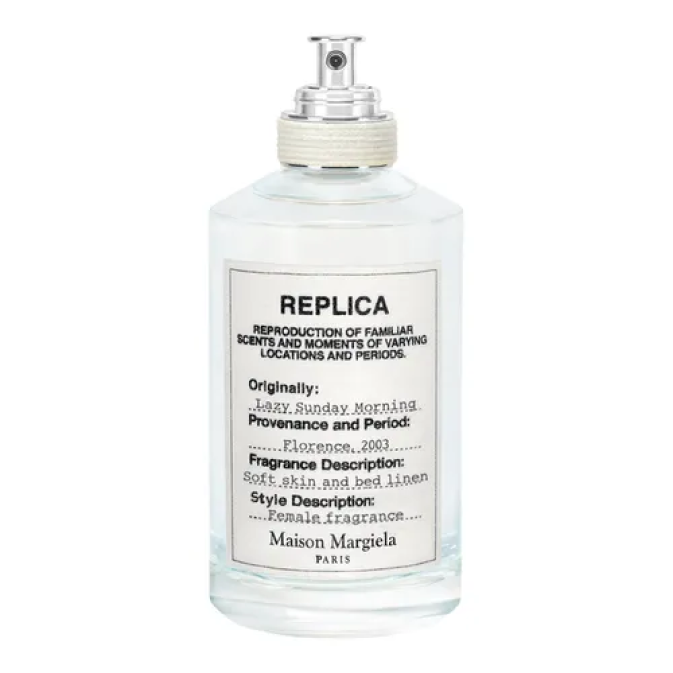 REPLICA
REPRODUCTION OF FAMILIAR
SCENTS AND MOMENTS OF VARYING
LOCATIONS AND PERIODS.
Originally:
Lazy Sunday Morning
Provenance and Period:
Florence, 2003
Fragrance Description:
Soft skin and bed linen
Style Description:
Female fragrance
Maison Margiela
PARIS